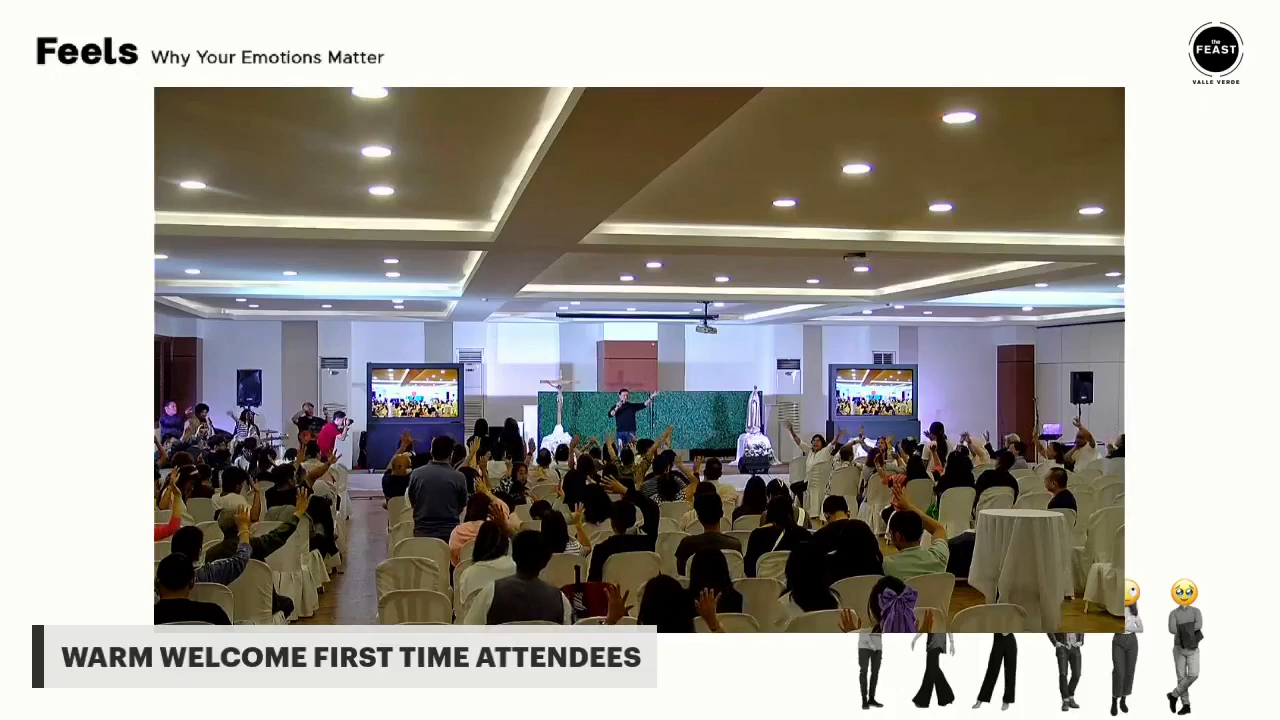 Feels Why Your Emotions Matter
the
FEAST
VALLE VERDE
WARM WELCOME FIRST TIME ATTENDEES